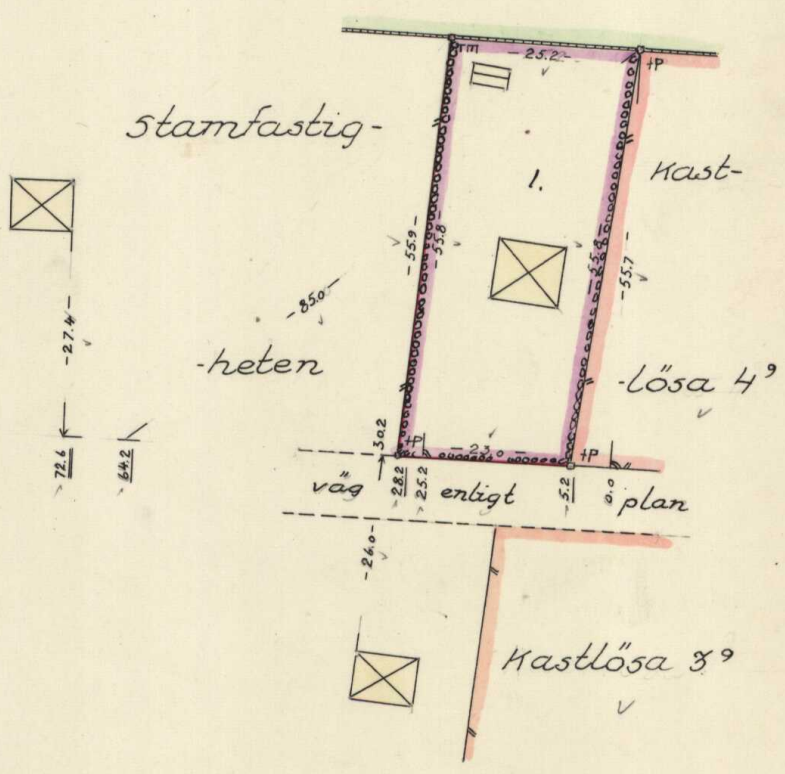 rm
-25.2-
+P
Stamfastig-
1.
Kast-
-55.9-
-55.8-
-55.7-
-85.0-
-27.4-
-heten
-lösa 4⁹
30.2
+P
-23.0-
+P
72.6
64.2
28.2
25.2
5.2
0.0
väg enligt plan
-26.0-
Kastlösa 3⁹